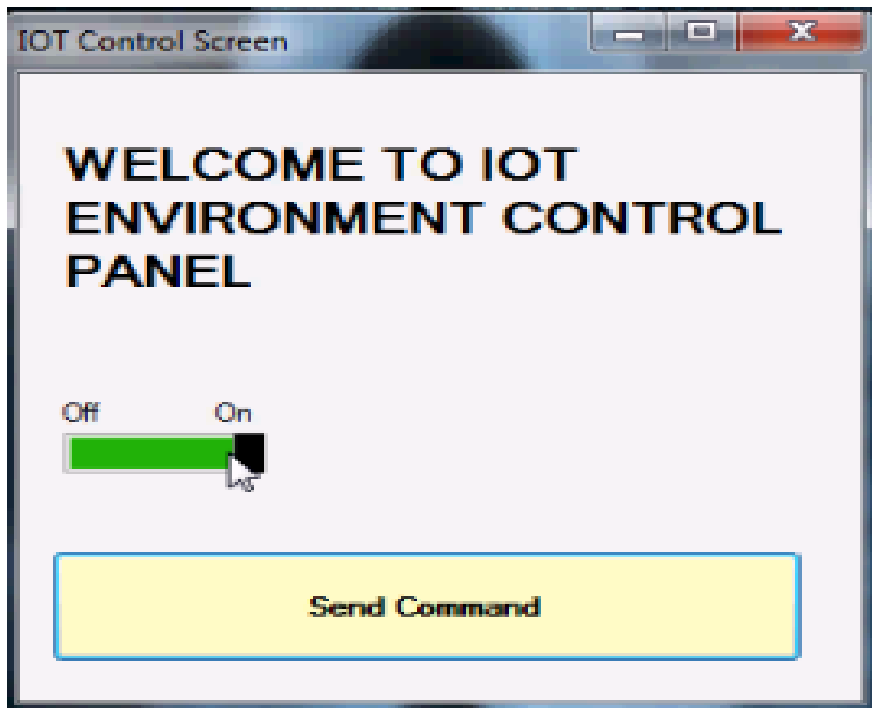 IOT Control Screen
WELCOME TO IOT
ENVIRONMENT CONTROL
PANEL
Off On
Send Command